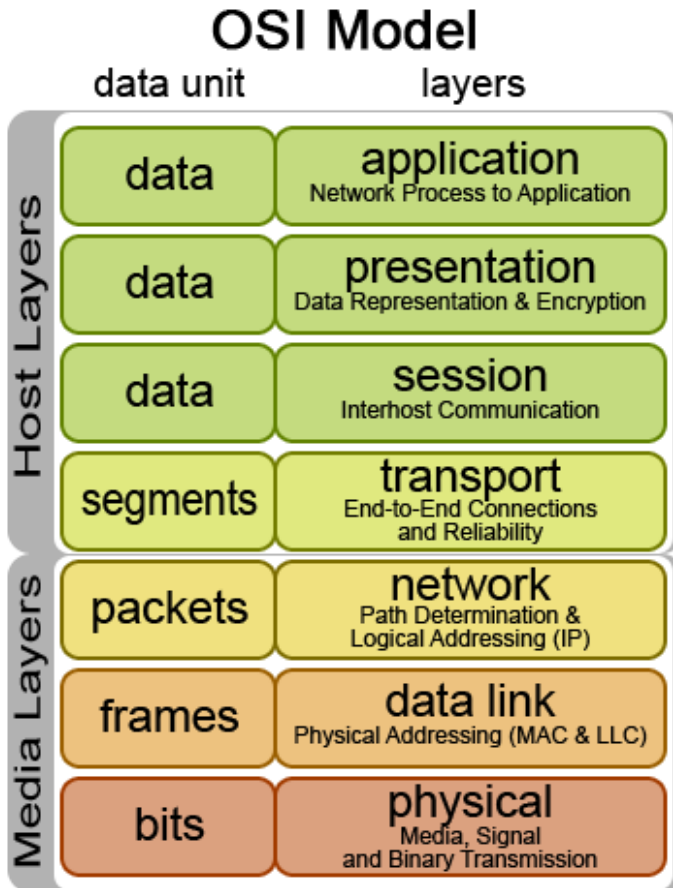 OSI Model
data unit layers
Host Layers
data application
Network Process to Application
data presentation
Data Representation & Encryption
data session
Interhost Communication
segments transport
End-to-End Connections
and Reliability
Media Layers
packets network
Path Determination &
Logical Addressing (IP)
frames data link
Physical Addressing (MAC & LLC)
bits physical
Media, Signal
and Binary Transmission